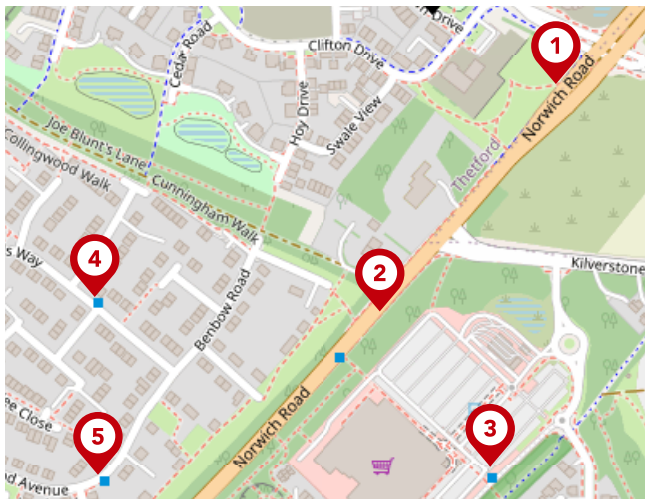 Drive
1
Cedar Road
Clifton Drive
Norwich Road
Hoy Drive
Swale View
Joe Blunt's Lane
Collingwood Walk
Thetford
Cunningham Walk
s Way
4
2
Kilverstone
Benbow Road
Norwich Road
ee Close
5
3
d Avenue